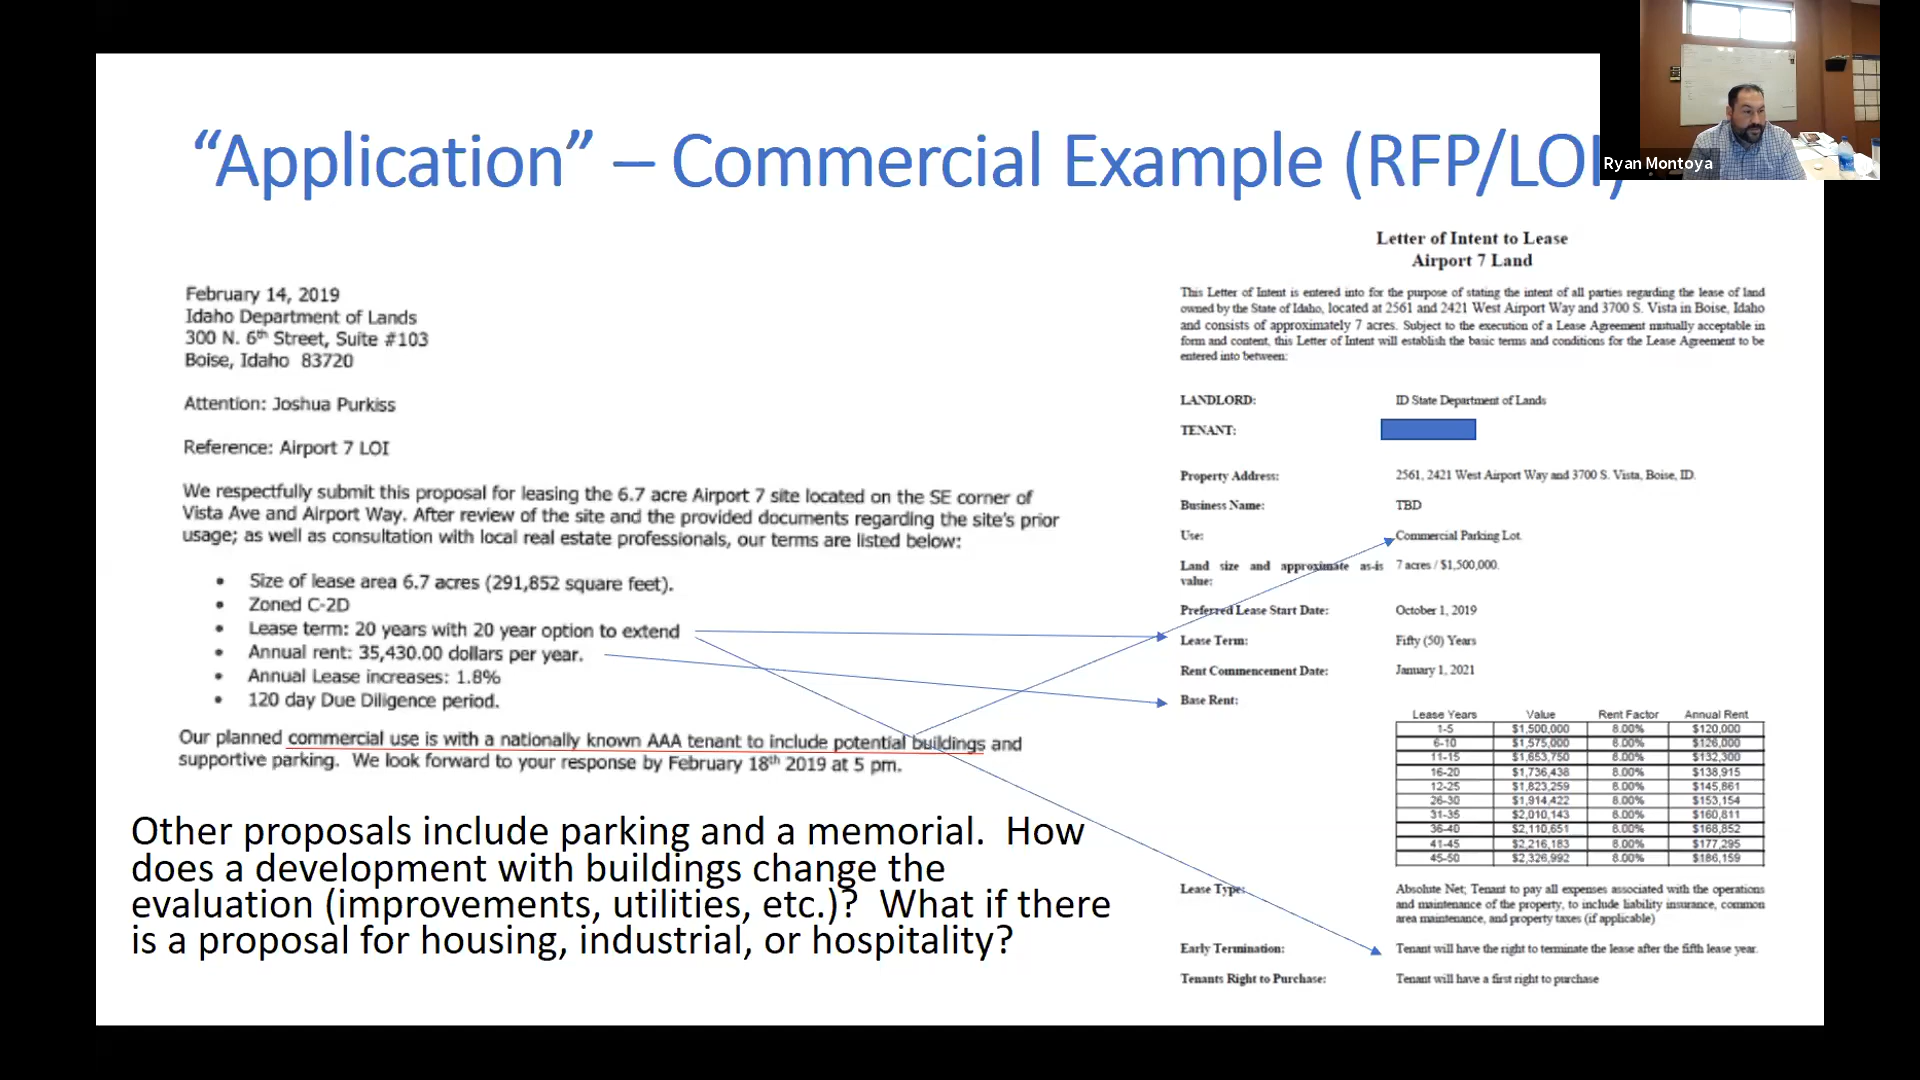 “Application” – Commercial Example (RFP/LOI)
Ryan Montoya
February 14, 2019
Idaho Department of Lands
300 N. 6th Street, Suite #103
Boise, Idaho 83720
Attention: Joshua Purkiss
Reference: Airport 7 LOI
We respectfully submit this proposal for leasing the 6.7 acre Airport 7 site located on the SE corner of
Vista Ave and Airport Way. After review of the site and the provided documents regarding the site's prior
usage; as well as consultation with local real estate professionals, our terms are listed below:
• Size of lease area 6.7 acres (291,852 square feet).
• Zoned C-2D
• Lease term: 20 years with 20 year option to extend
• Annual rent: 35,430.00 dollars per year.
• Annual Lease increases: 1.8%
• 120 day Due Diligence period.
Our planned commercial use is with a nationally known AAA tenant to include potential buildings and
supportive parking. We look forward to your response by February 18th 2019 at 5 pm.
Other proposals include parking and a memorial. How
does a development with buildings change the
evaluation (improvements, utilities, etc.)? What if there
is a proposal for housing, industrial, or hospitality?
Letter of Intent to Lease
Airport 7 Land
This Letter of Intent is entered into for the purpose of stating the intent of all parties regarding the lease of land
owned by the State of Idaho, located at 2561 and 2421 West Airport Way and 3700 S. Vista in Boise, Idaho
and consists of approximately 7 acres. Subject to the execution of a Lease Agreement mutually acceptable in
form and content, this Letter of Intent will establish the basic terms and conditions for the Lease Agreement to be
entered into between:
LANDLORD: ID State Department of Lands
TENANT:
Property Address: 2561, 2421 West Airport Way and 3700 S. Vista, Boise, ID.
Business Name: TBD
Use: Commercial Parking Lot.
Land size and approximate as-is 7 acres / $1,500,000.
value:
Preferred Lease Start Date: October 1, 2019
Lease Term: Fifty (50) Years
Rent Commencement Date: January 1, 2021
Base Rent:
Lease Years Value Rent Factor Annual Rent
1-5 $1,500,000 8.00% $120,000
6-10 $1,575,000 8.00% $126,000
11-15 $1,653,750 8.00% $132,300
16-20 $1,736,438 8.00% $138,915
12-25 $1,823,259 8.00% $145,861
26-30 $1,914,422 8.00% $153,154
31-35 $2,010,143 8.00% $160,811
36-40 $2,110,651 8.00% $168,852
41-45 $2,216,183 8.00% $177,295
45-50 $2,326,992 8.00% $186,159
Lease Type: Absolute Net; Tenant to pay all expenses associated with the operations
and maintenance of the property, to include liability insurance, common
area maintenance, and property taxes (if applicable)
Early Termination: Tenant will have the right to terminate the lease after the fifth lease year.
Tenants Right to Purchase: Tenant will have a first right to purchase